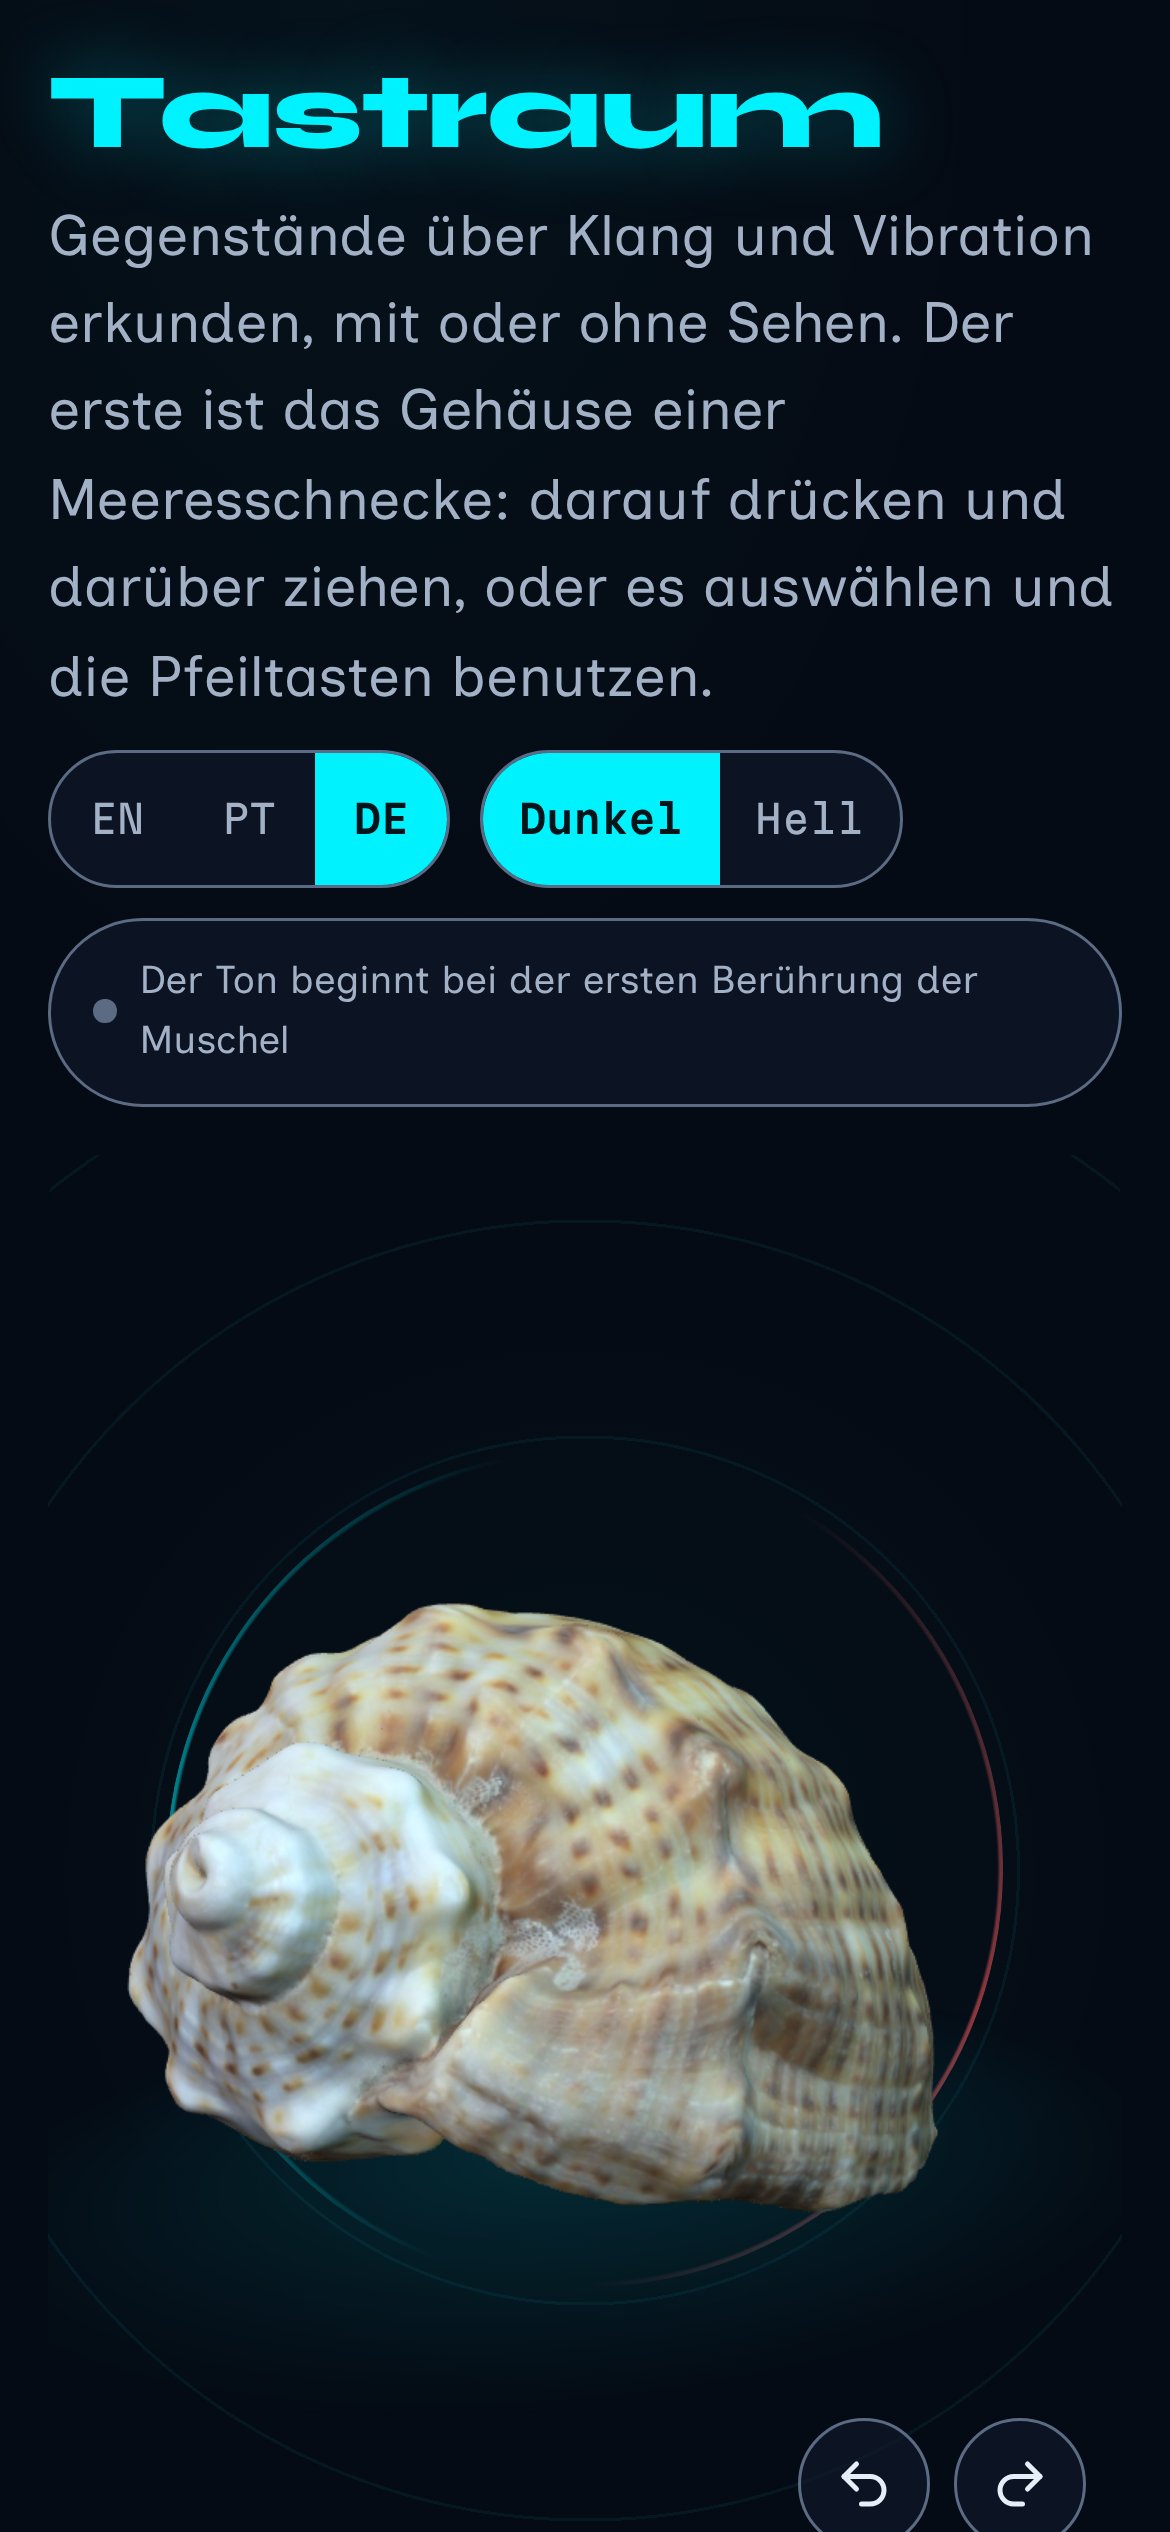 Tastraum
Gegenstände über Klang und Vibration
erkunden, mit oder ohne Sehen. Der
erste ist das Gehäuse einer
Meeresschnecke: darauf drücken und
darüber ziehen, oder es auswählen und
die Pfeiltasten benutzen.
EN PT DE Dunkel Hell
Der Ton beginnt bei der ersten Berührung der
Muschel